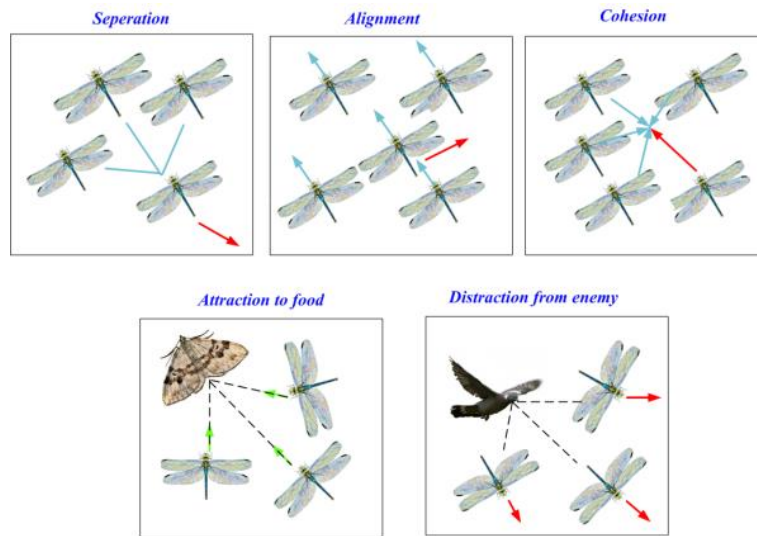 Seperation
Alignment
Cohesion
Attraction to food
Distraction from enemy